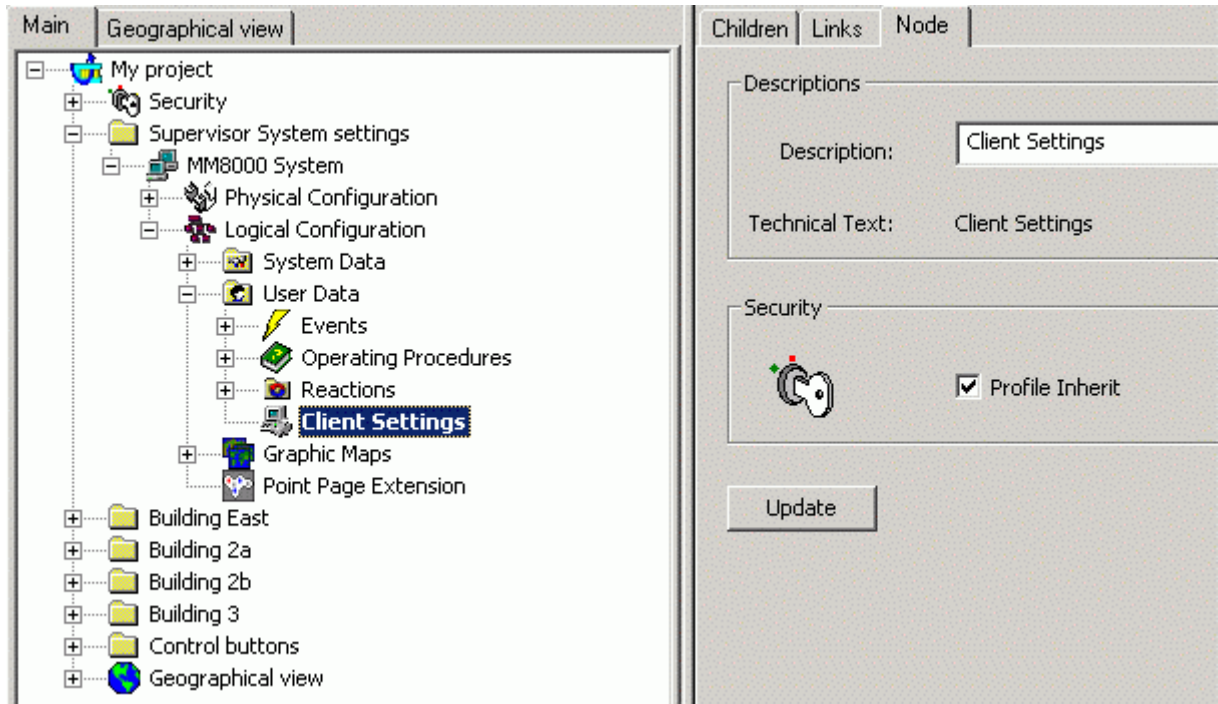 Main
Geographical view
My project
Security
Supervisor System settings
MM8000 System
Physical Configuration
Logical Configuration
System Data
User Data
Events
Operating Procedures
Reactions
Client Settings
Graphic Maps
Point Page Extension
Building East
Building 2a
Building 2b
Building 3
Control buttons
Geographical view
Children
Links
Node
Descriptions
Description: Client Settings
Technical Text: Client Settings
Security
Profile Inherit
Update